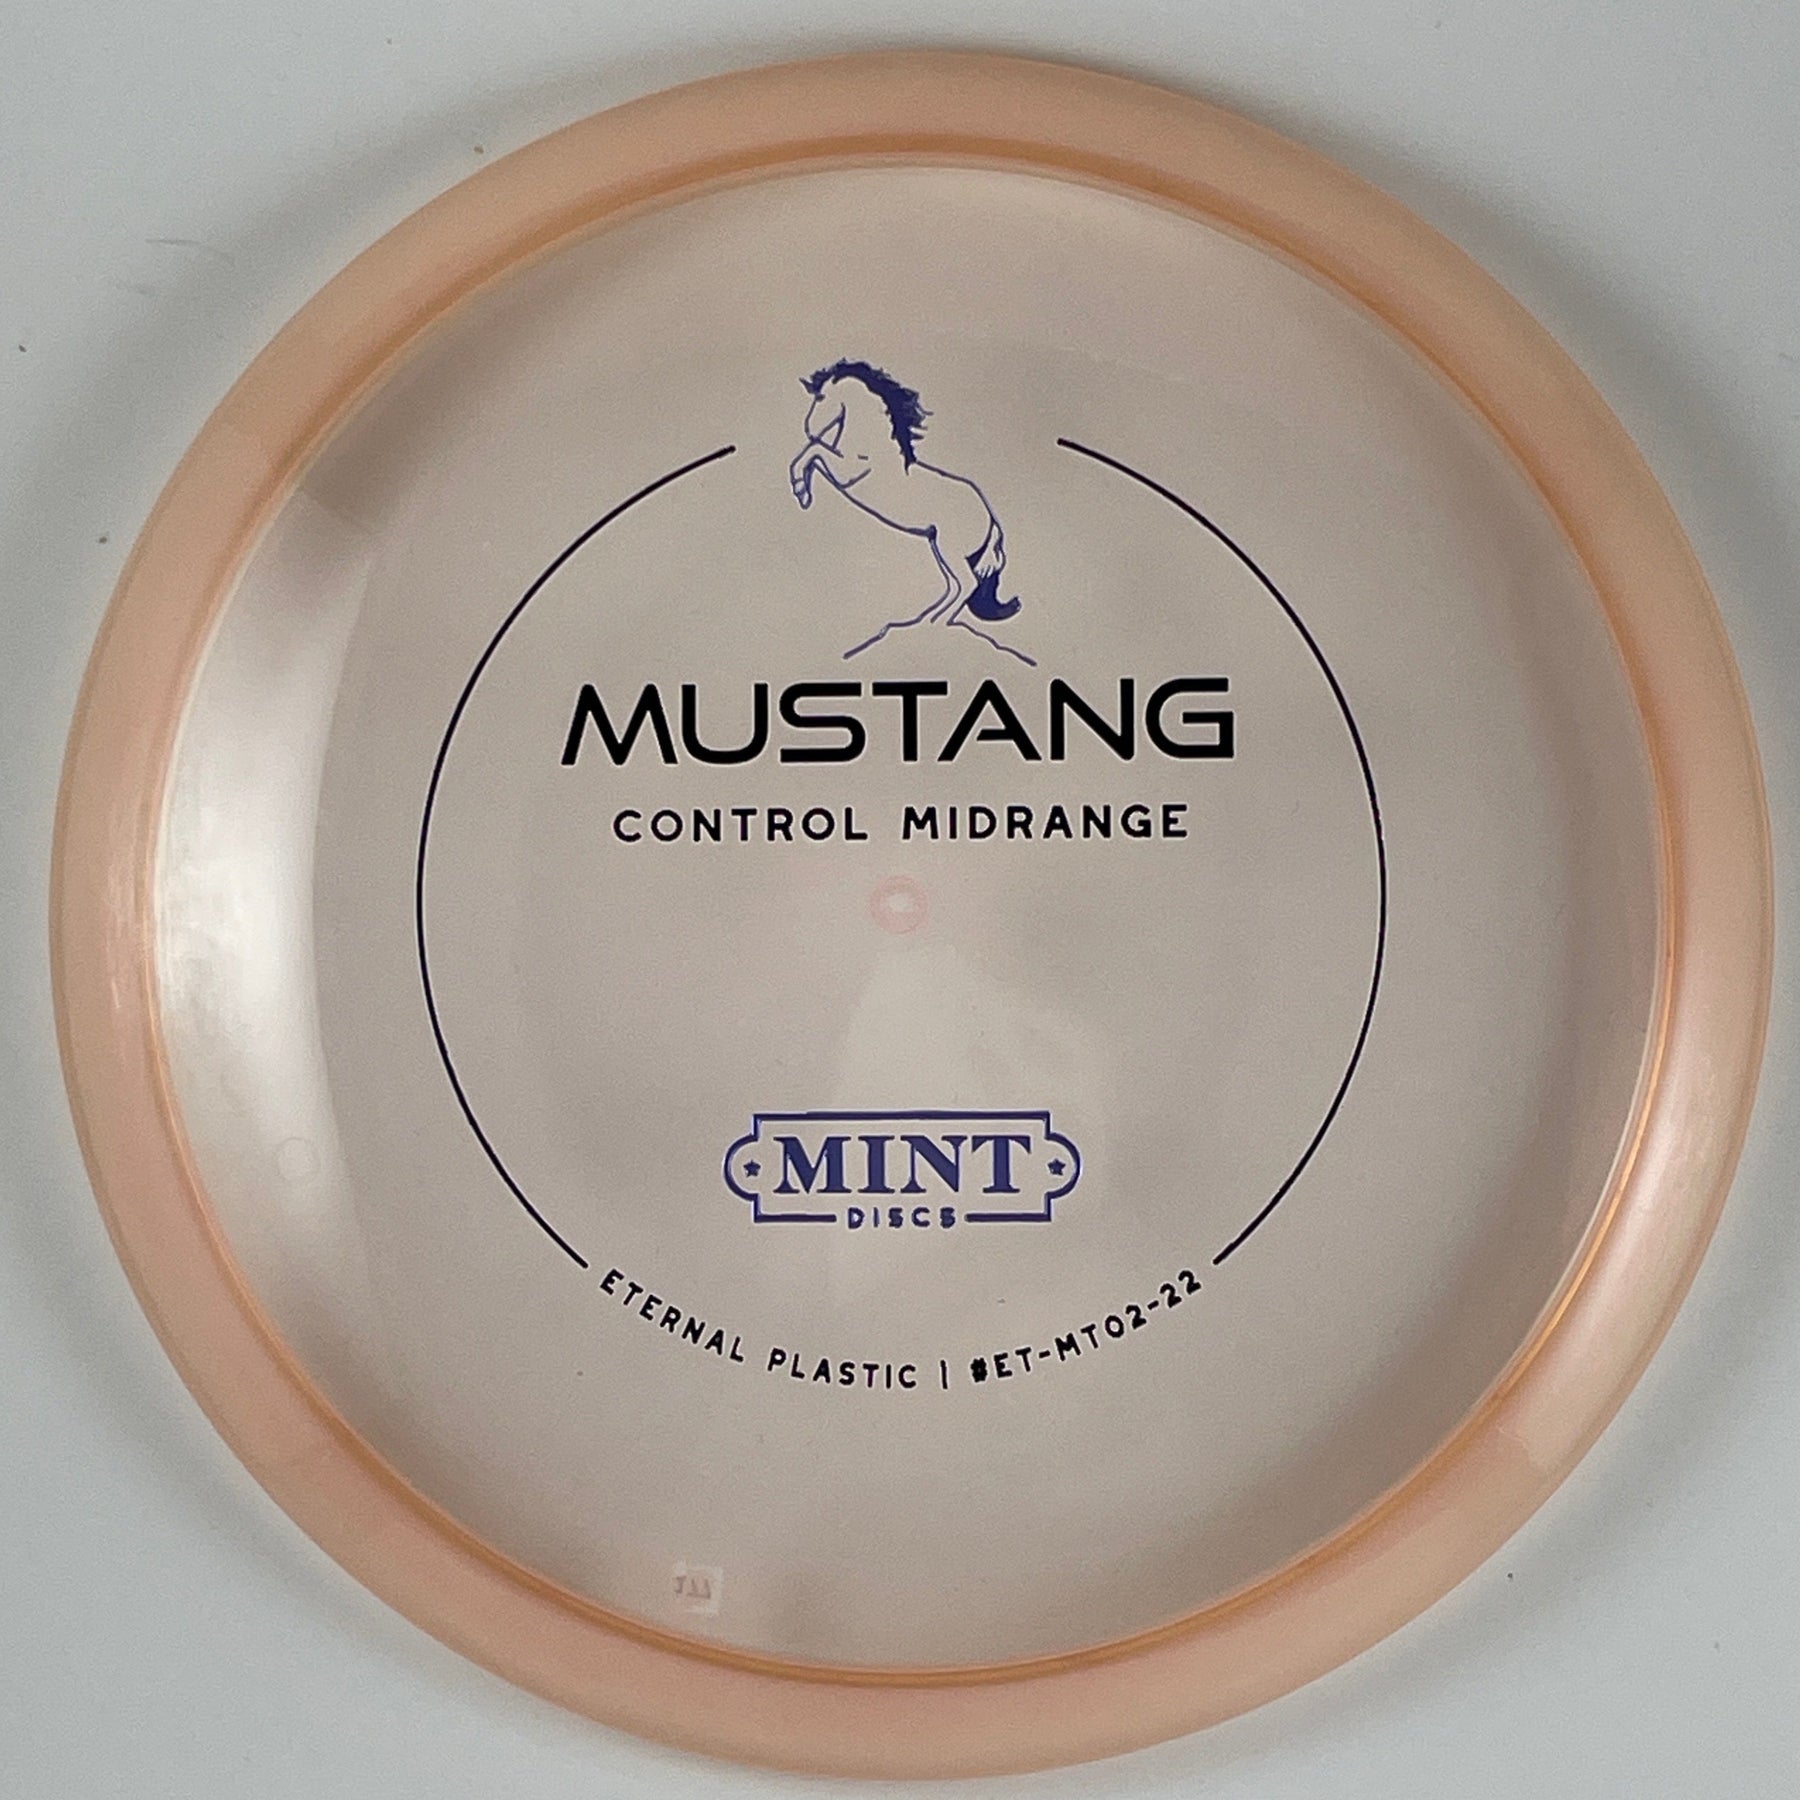 MUSTANG
CONTROL MIDRANGE
MINT
DISCS
ETERNAL PLASTIC | #ET-MT02-22